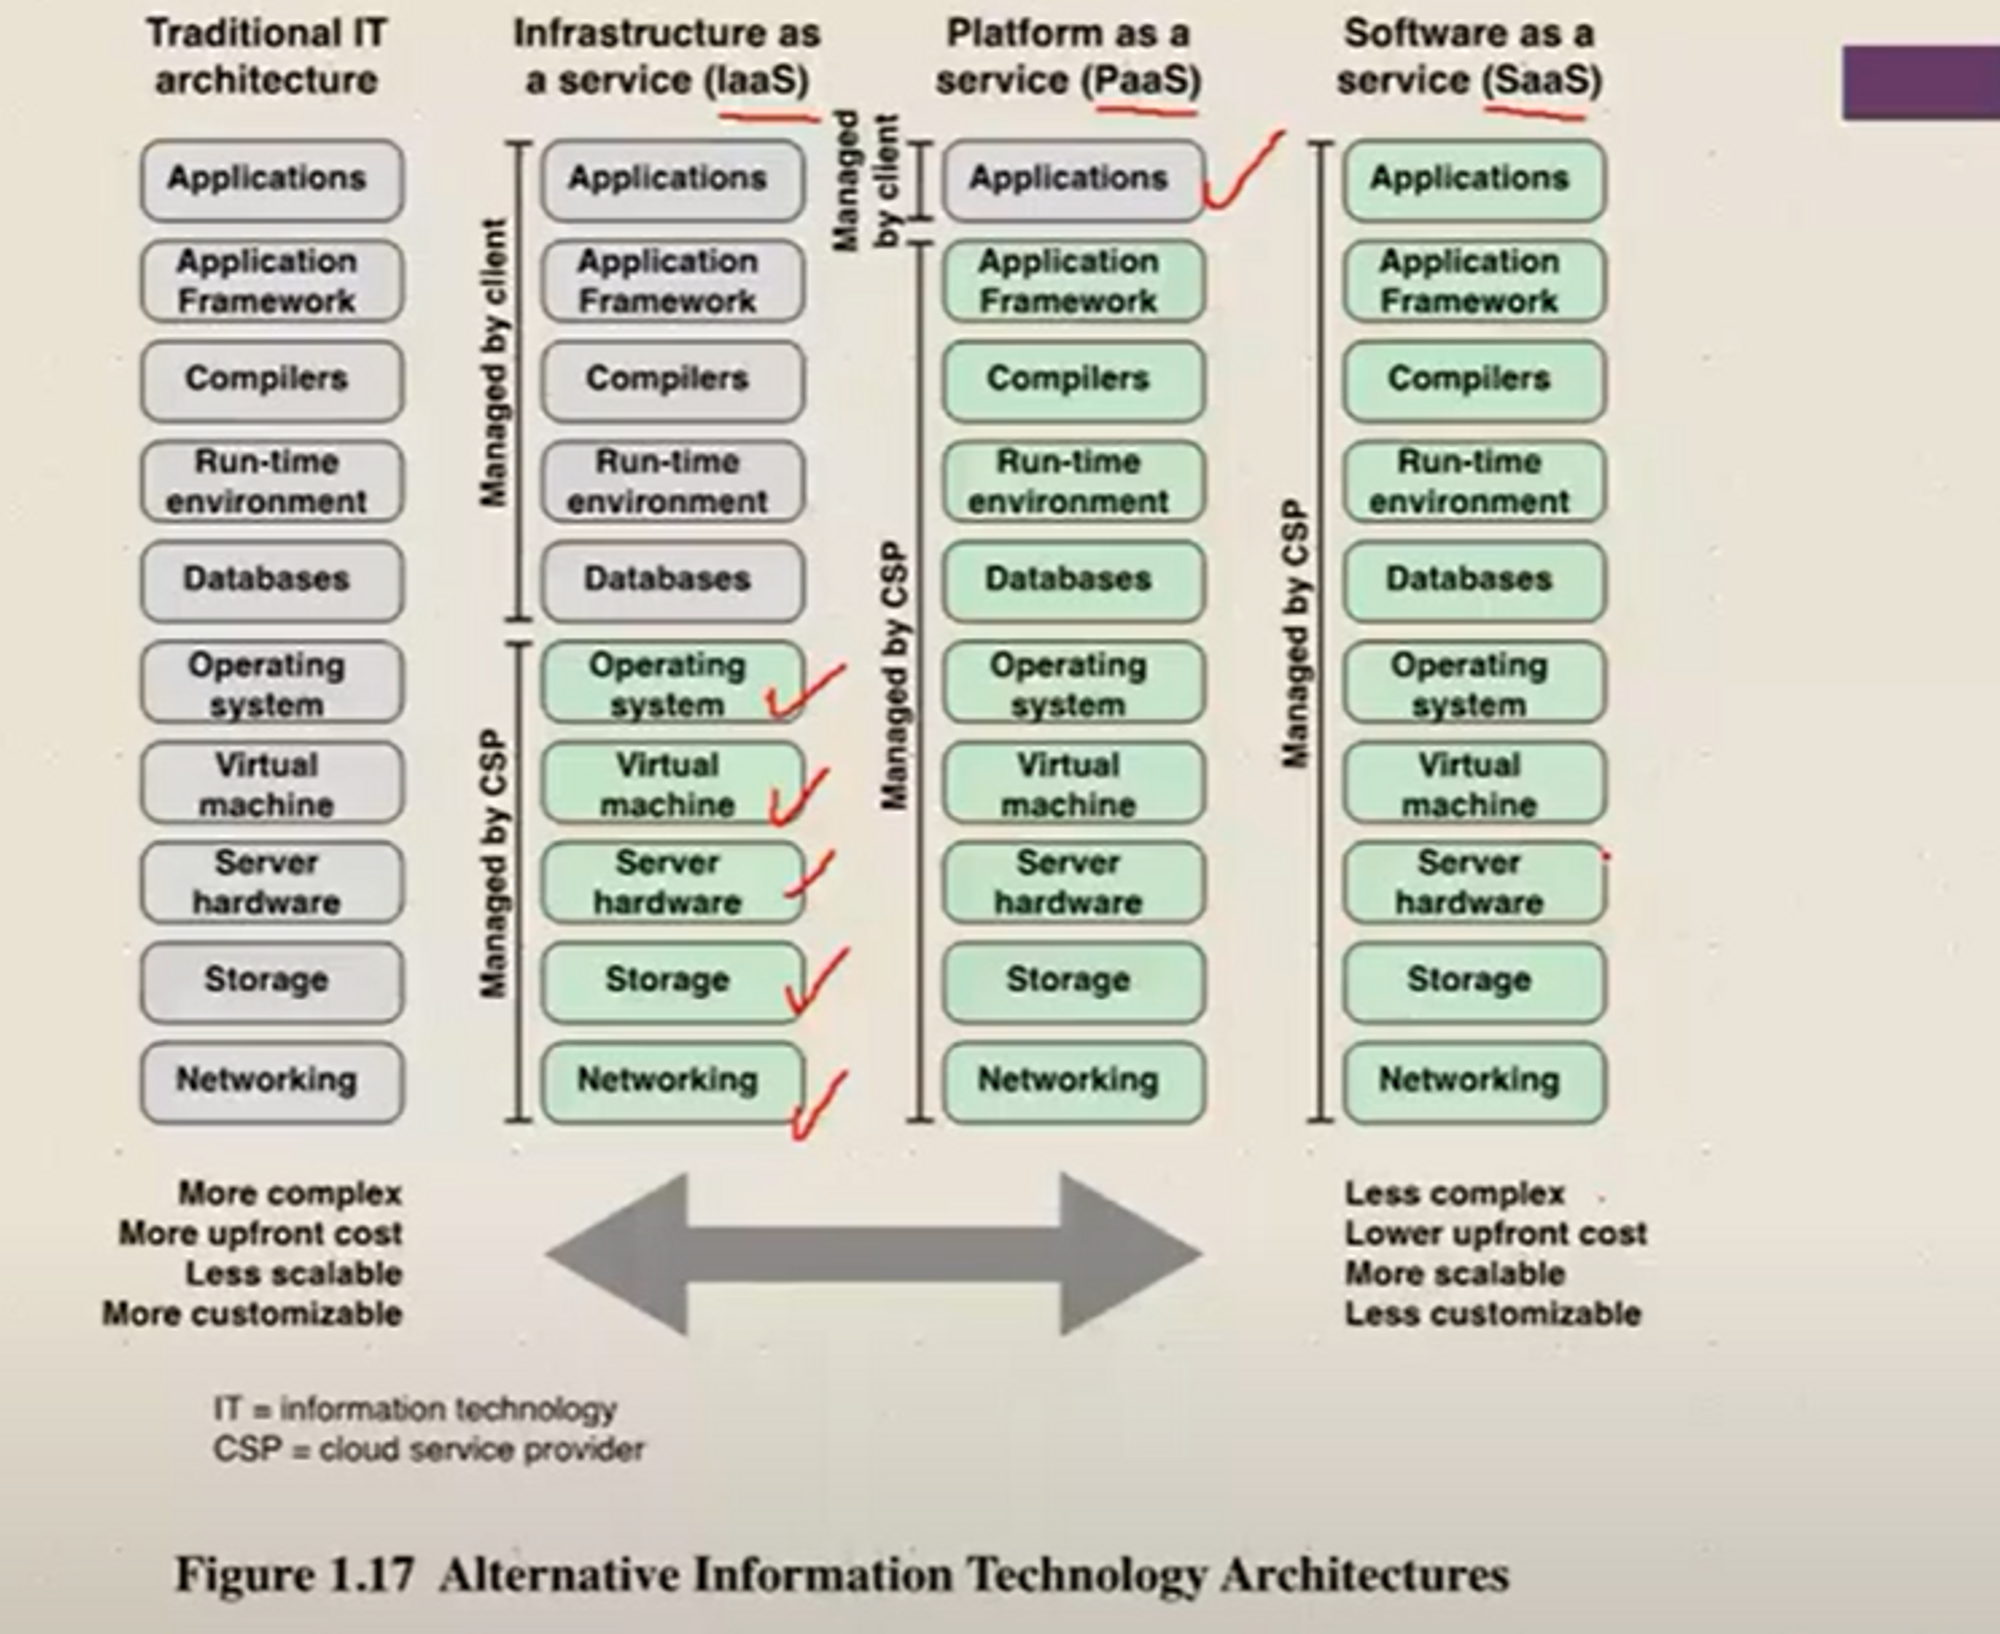 Traditional IT
architecture
Infrastructure as
a service (IaaS)
Platform as a
service (PaaS)
Software as a
service (SaaS)
Applications
Application
Framework
Compilers
Run-time
environment
Databases
Operating
system
Virtual
machine
Server
hardware
Storage
Networking
Managed by client
Managed by CSP
Applications
Application
Framework
Compilers
Run-time
environment
Databases
Operating
system
Virtual
machine
Server
hardware
Storage
Networking
Managed
by client
Managed by CSP
Applications
Application
Framework
Compilers
Run-time
environment
Databases
Operating
system
Virtual
machine
Server
hardware
Storage
Networking
Managed by CSP
Applications
Application
Framework
Compilers
Run-time
environment
Databases
Operating
system
Virtual
machine
Server
hardware
Storage
Networking
More complex
More upfront cost
Less scalable
More customizable
Less complex
Lower upfront cost
More scalable
Less customizable
IT = information technology
CSP = cloud service provider
Figure 1.17 Alternative Information Technology Architectures